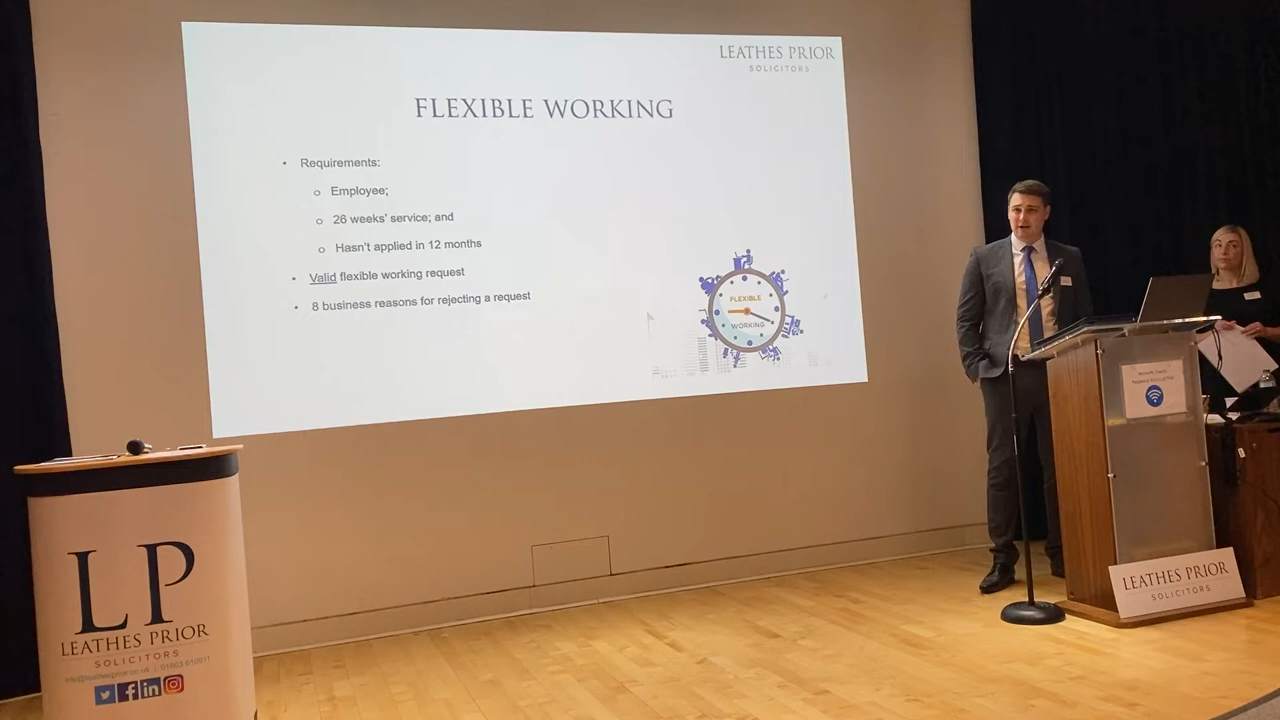 LEATHES PRIOR
SOLICITORS
FLEXIBLE WORKING
• Requirements:
o Employee;
o 26 weeks' service; and
o Hasn't applied in 12 months
• Valid flexible working request
• 8 business reasons for rejecting a request
FLEXIBLE
WORKING
LP
LEATHES PRIOR
SOLICITORS
LEATHES PRIOR
SOLICITORS